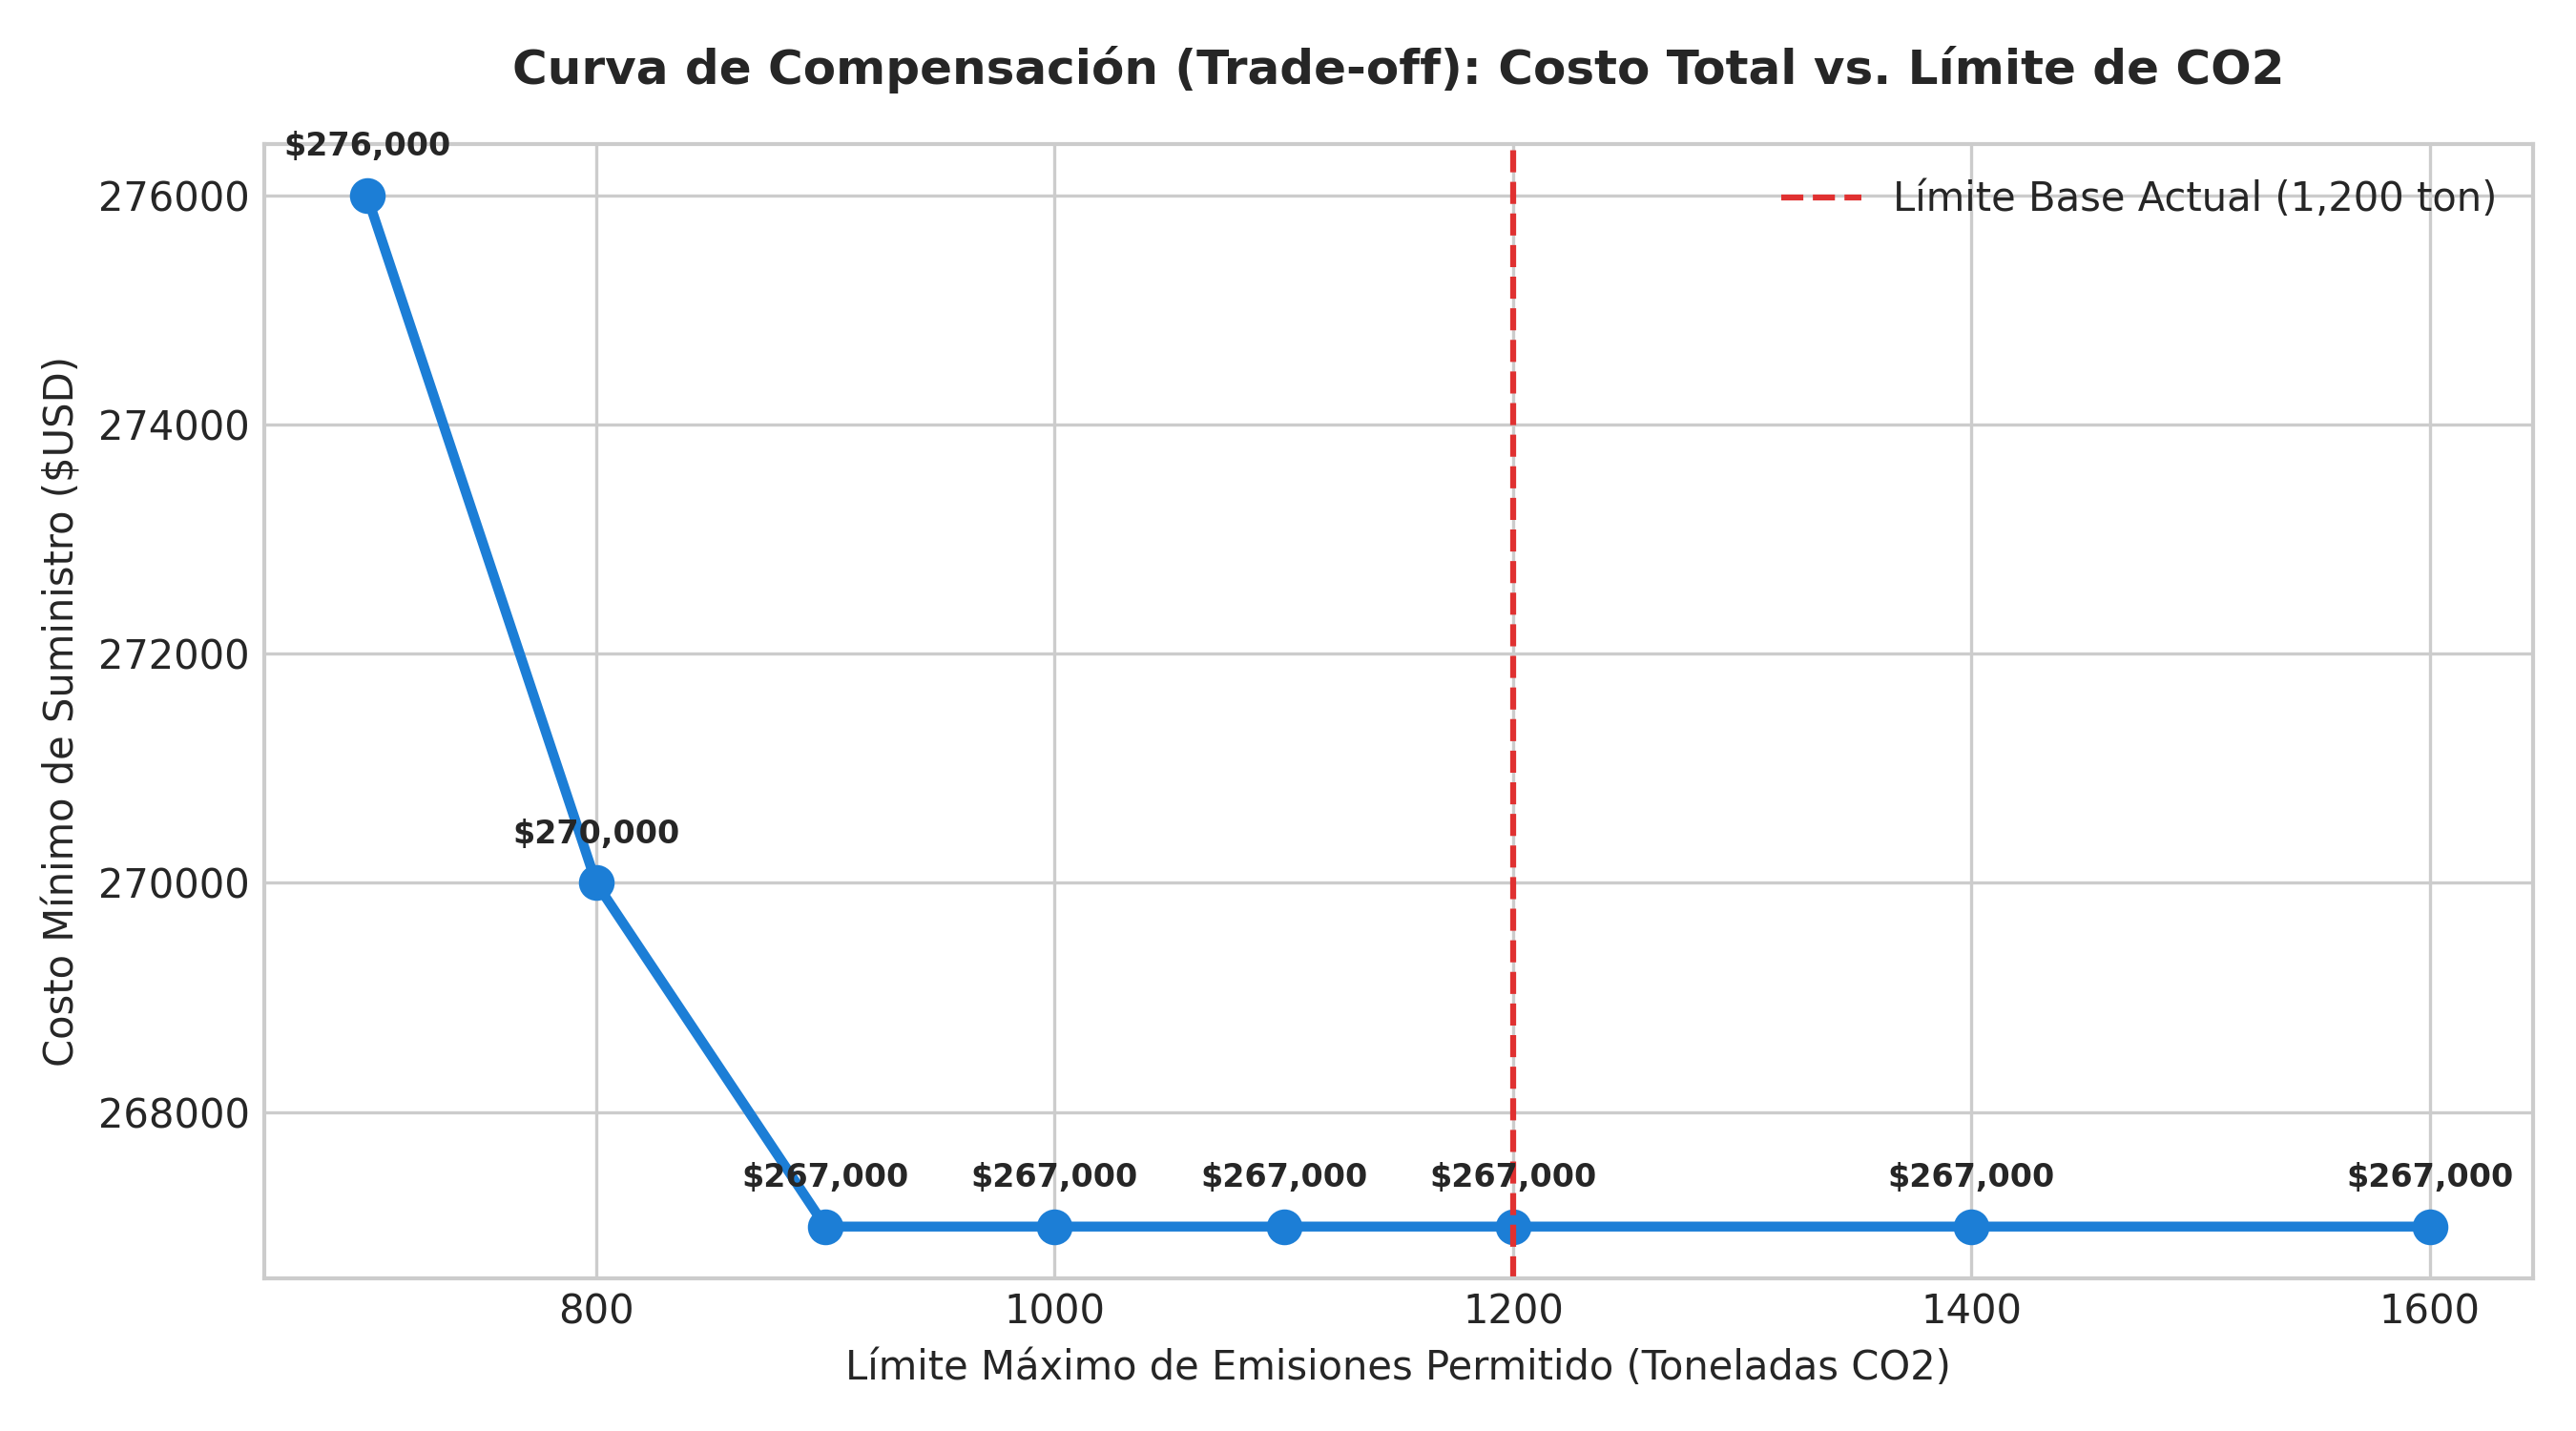 Curva de Compensación (Trade-off): Costo Total vs. Límite de CO2
$276,000
276000
Límite Base Actual (1,200 ton)
274000
272000
$270,000
270000
268000
$267,000 $267,000 $267,000 $267,000 $267,000 $267,000
Costo Mínimo de Suministro ($USD)
800 1000 1200 1400 1600
Límite Máximo de Emisiones Permitido (Toneladas CO2)